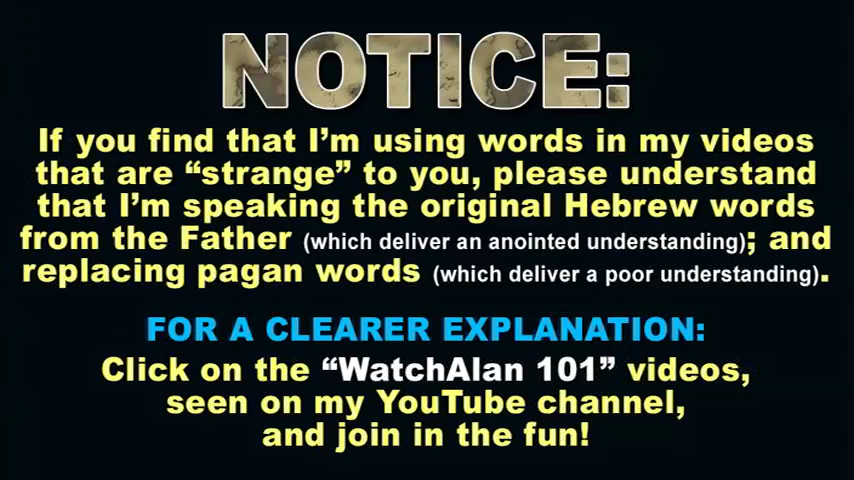 NOTICE:
If you find that I'm using words in my videos
that are “strange” to you, please understand
that I'm speaking the original Hebrew words
from the Father (which deliver an anointed understanding); and
replacing pagan words (which deliver a poor understanding).
FOR A CLEARER EXPLANATION:
Click on the “WatchAlan 101” videos,
seen on my YouTube channel,
and join in the fun!